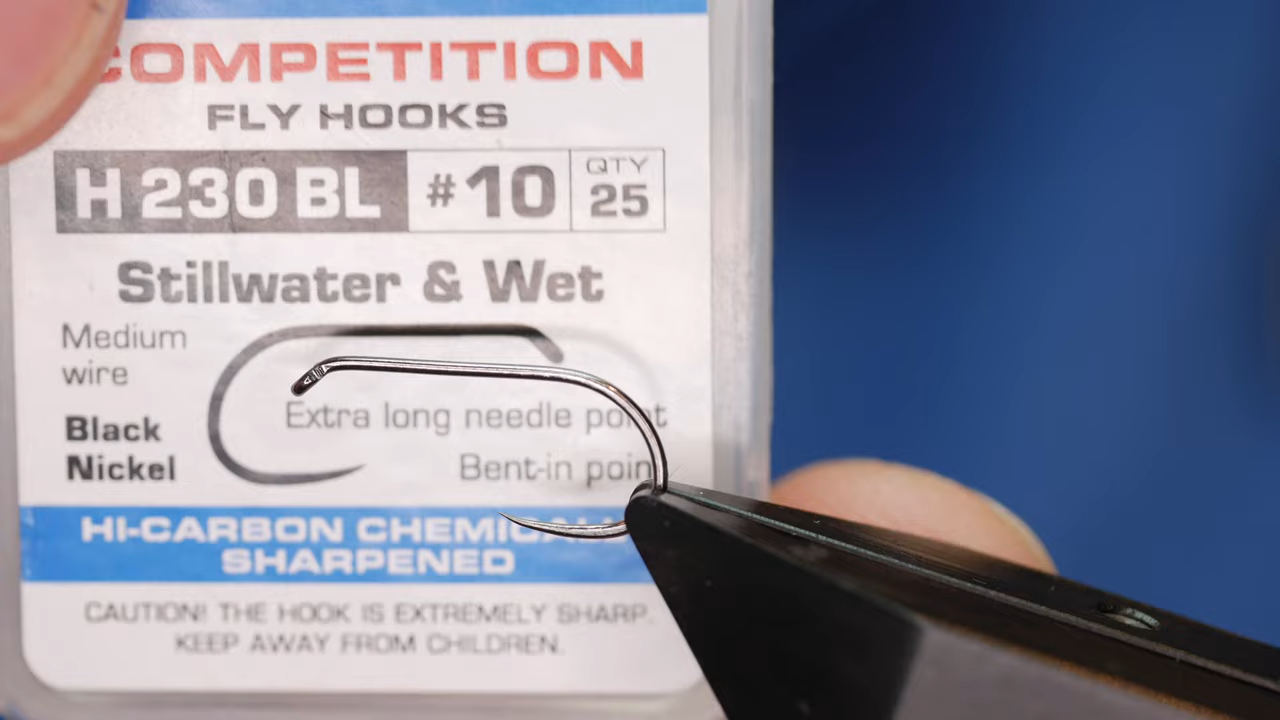 COMPETITION
FLY HOOKS
H 230 BL #10 QTY 25
Stillwater & Wet
Medium wire
Extra long needle point
Black Nickel
Bent-in point
HI-CARBON CHEMICALLY
SHARPENED
CAUTION! THE HOOK IS EXTREMELY SHARP.
KEEP AWAY FROM CHILDREN.